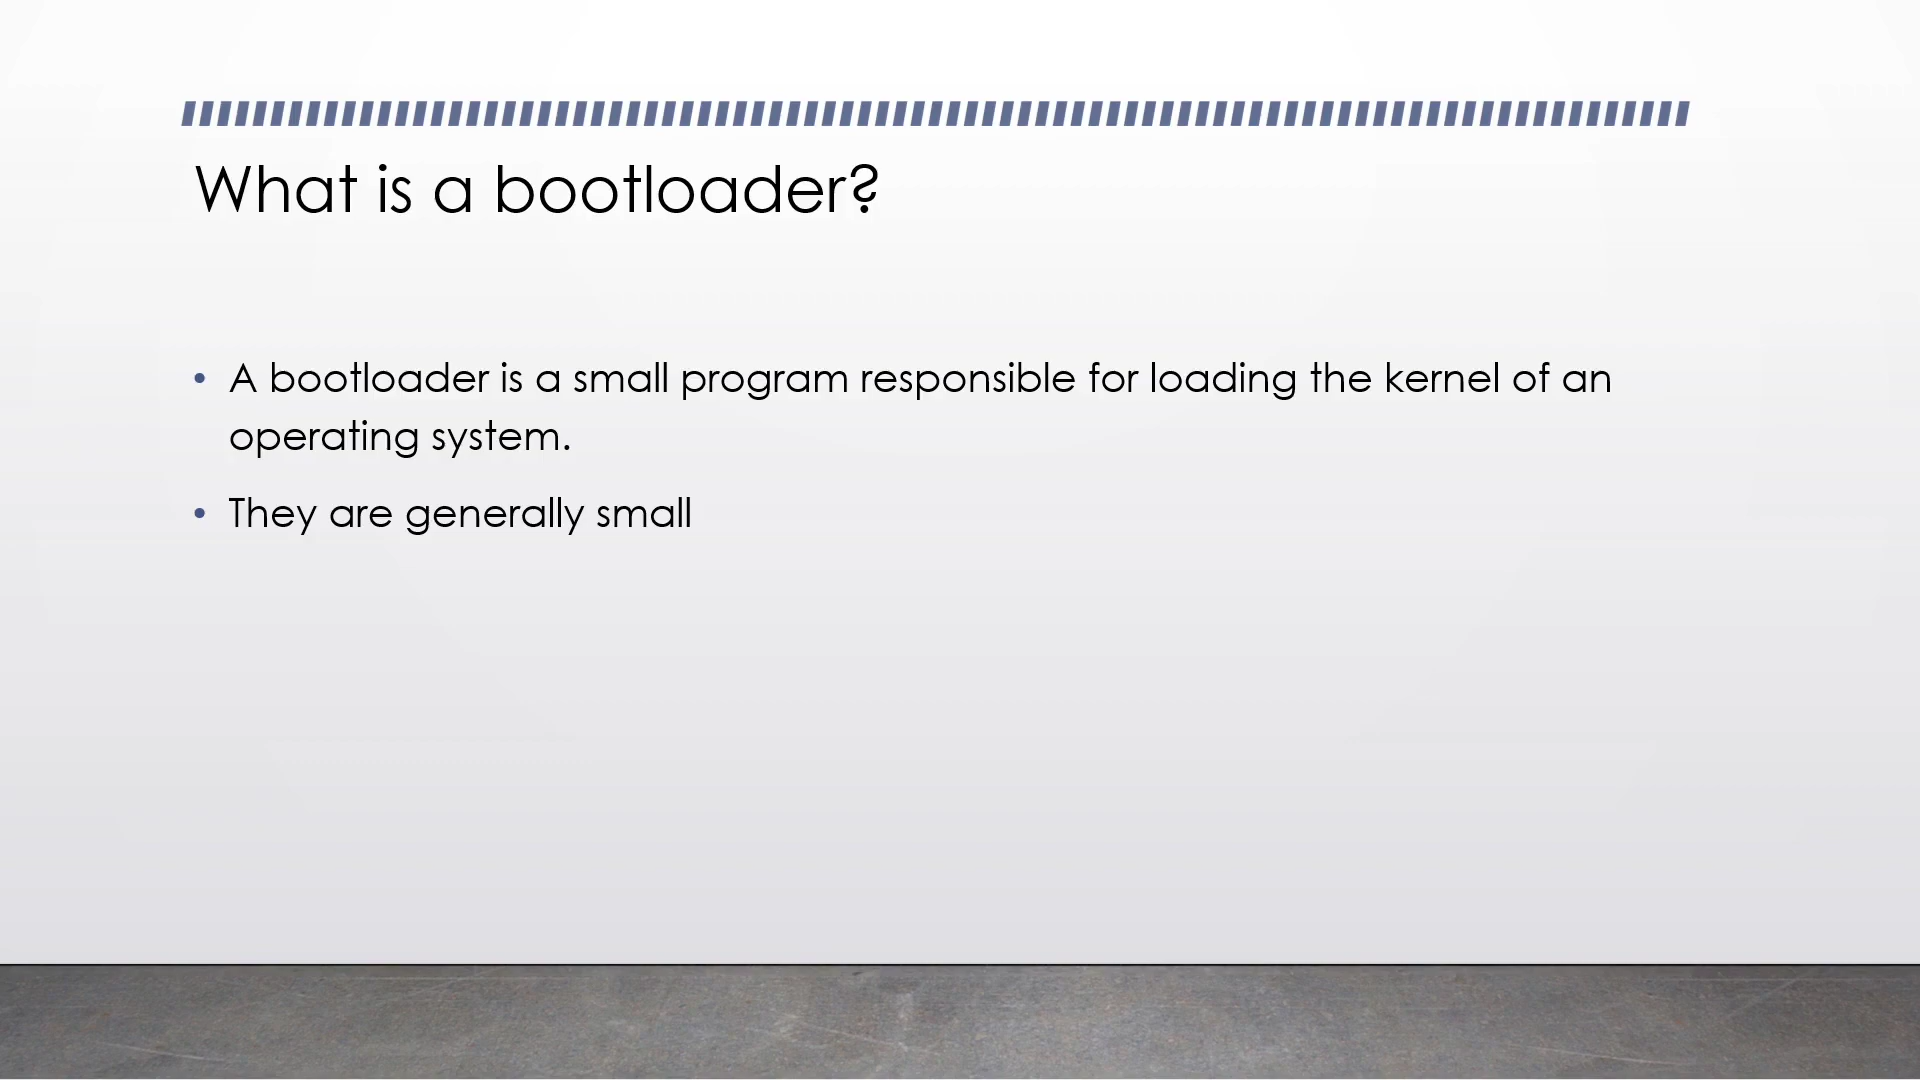 What is a bootloader?
• A bootloader is a small program responsible for loading the kernel of an
operating system.
• They are generally small